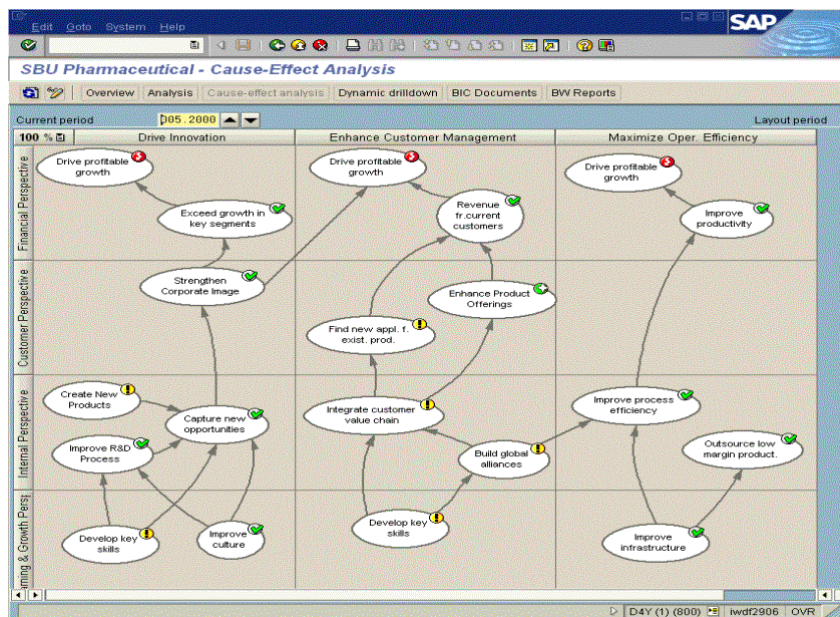 Edit Goto System Help
SAP
SBU Pharmaceutical - Cause-Effect Analysis
Overview Analysis Cause-effect analysis Dynamic drilldown BIC Documents BW Reports
Current period 005.2000 Layout period
100 % Drive Innovation Enhance Customer Management Maximize Oper. Efficiency
Financial Perspective
Drive profitable
growth
Exceed growth in
key segments
Drive profitable
growth
Revenue
fr.current
customers
Drive profitable
growth
Improve
productivity
Customer Perspective
Strengthen
Corporate Image
Enhance Product
Offerings
Find new appl. f.
exist. prod.
Internal Perspective
Create New
Products
Capture new
opportunities
Improve R&D
Process
Integrate customer
value chain
Build global
alliances
Improve process
efficiency
Outsource low
margin product.
arning & Growth Persp
Develop key
skills
Improve
culture
Develop key
skills
Improve
infrastructure
D4Y (1) (800) iwdf2906 OVR